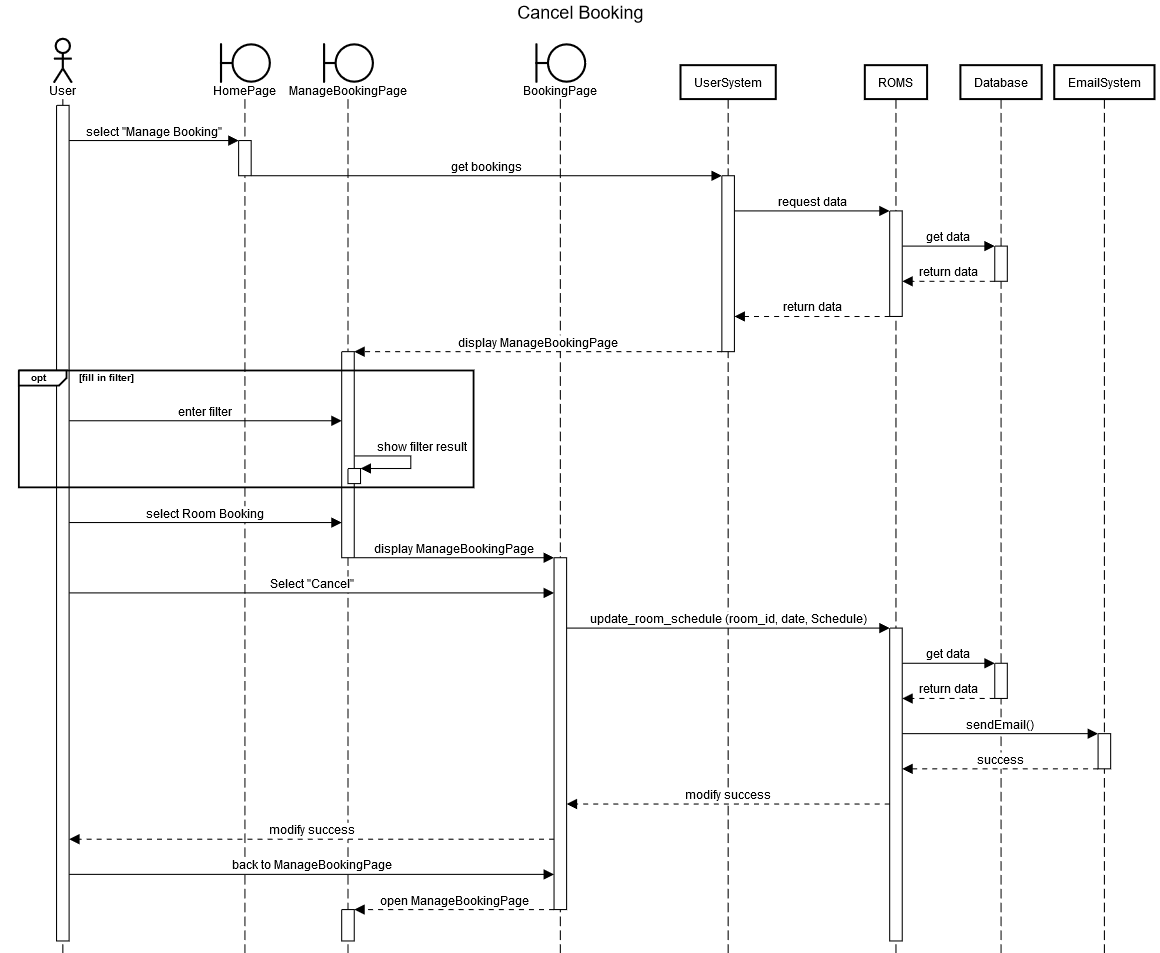 Cancel Booking
User
HomePage
ManageBookingPage
BookingPage
UserSystem
ROMS
Database
EmailSystem
select "Manage Booking"
get bookings
request data
get data
return data
return data
display ManageBookingPage
opt
[fill in filter]
enter filter
show filter result
select Room Booking
display ManageBookingPage
Select "Cancel"
update_room_schedule (room_id, date, Schedule)
get data
return data
sendEmail()
success
modify success
modify success
back to ManageBookingPage
open ManageBookingPage